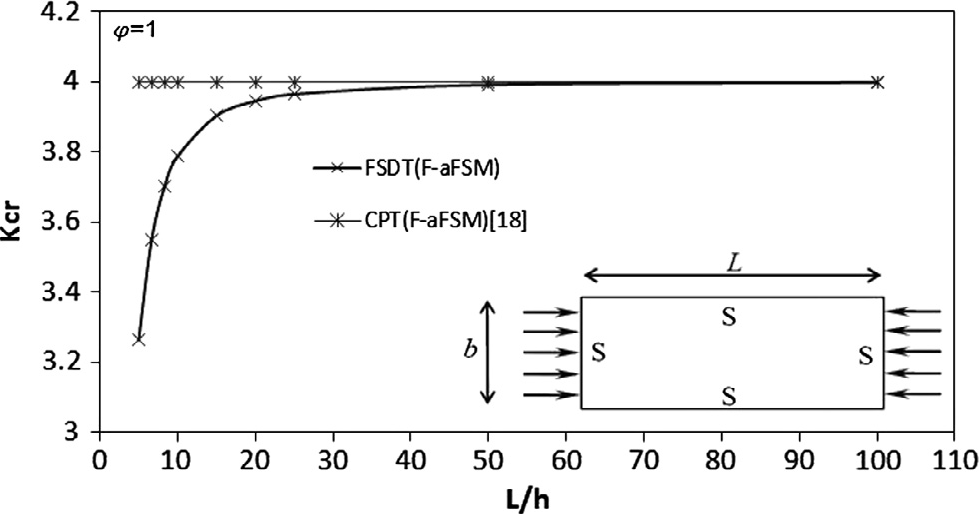 4.2
φ=1
4
3.8
3.6
3.4
3.2
3
Kcr
FSDT(F-aFSM)
CPT(F-aFSM)[18]
L
b
S
S
S
S
0 10 20 30 40 50 60 70 80 90 100 110
L/h